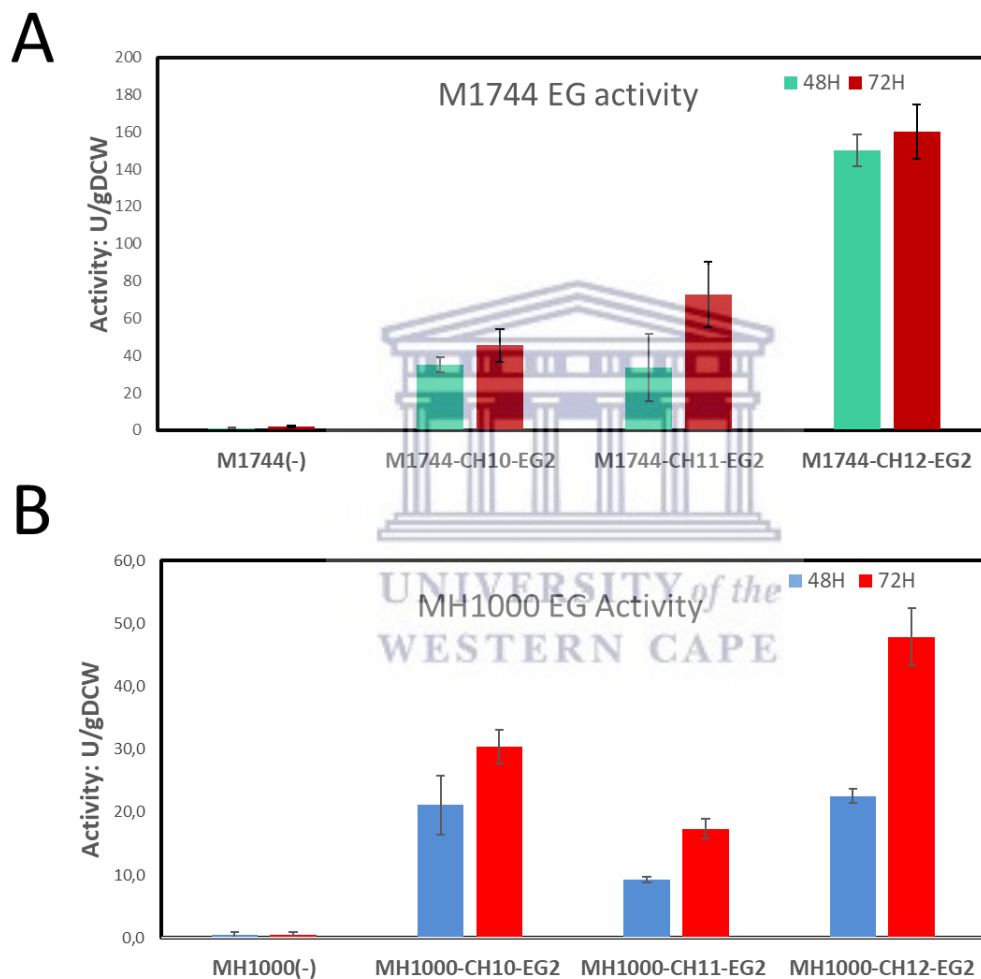 A
M1744 EG activity
48H 72H
Activity: U/gDCW
200
180
160
140
120
100
80
60
40
20
0
M1744(-) M1744-CH10-EG2 M1744-CH11-EG2 M1744-CH12-EG2
B
MH1000 EG Activity
48H 72H
Activity: U/gDCW
60,0
50,0
40,0
30,0
20,0
10,0
0,0
MH1000(-) MH1000-CH10-EG2 MH1000-CH11-EG2 MH1000-CH12-EG2
UNIVERSITY of the
WESTERN CAPE